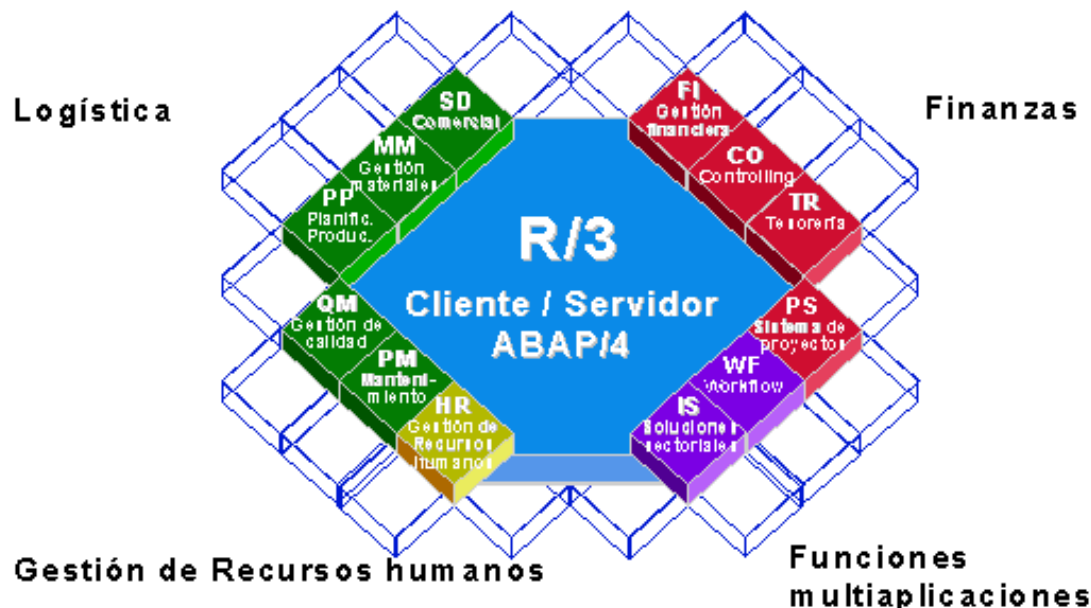 Logística
Finanzas
SD
Comercial
MM
Gestión
materiales
PP
Planific.
Produc.
FI
Gestión
financiera
CO
Controlling
TR
Tesorería
R/3
Cliente / Servidor
ABAP/4
QM
Gestión de
calidad
PM
Manteni-
miento
HR
Gestión de
Recursos
humanos
PS
Sistema de
proyectos
WF
Workflow
IS
Soluciones
sectoriales
Gestión de Recursos humanos
Funciones
multiaplicaciones